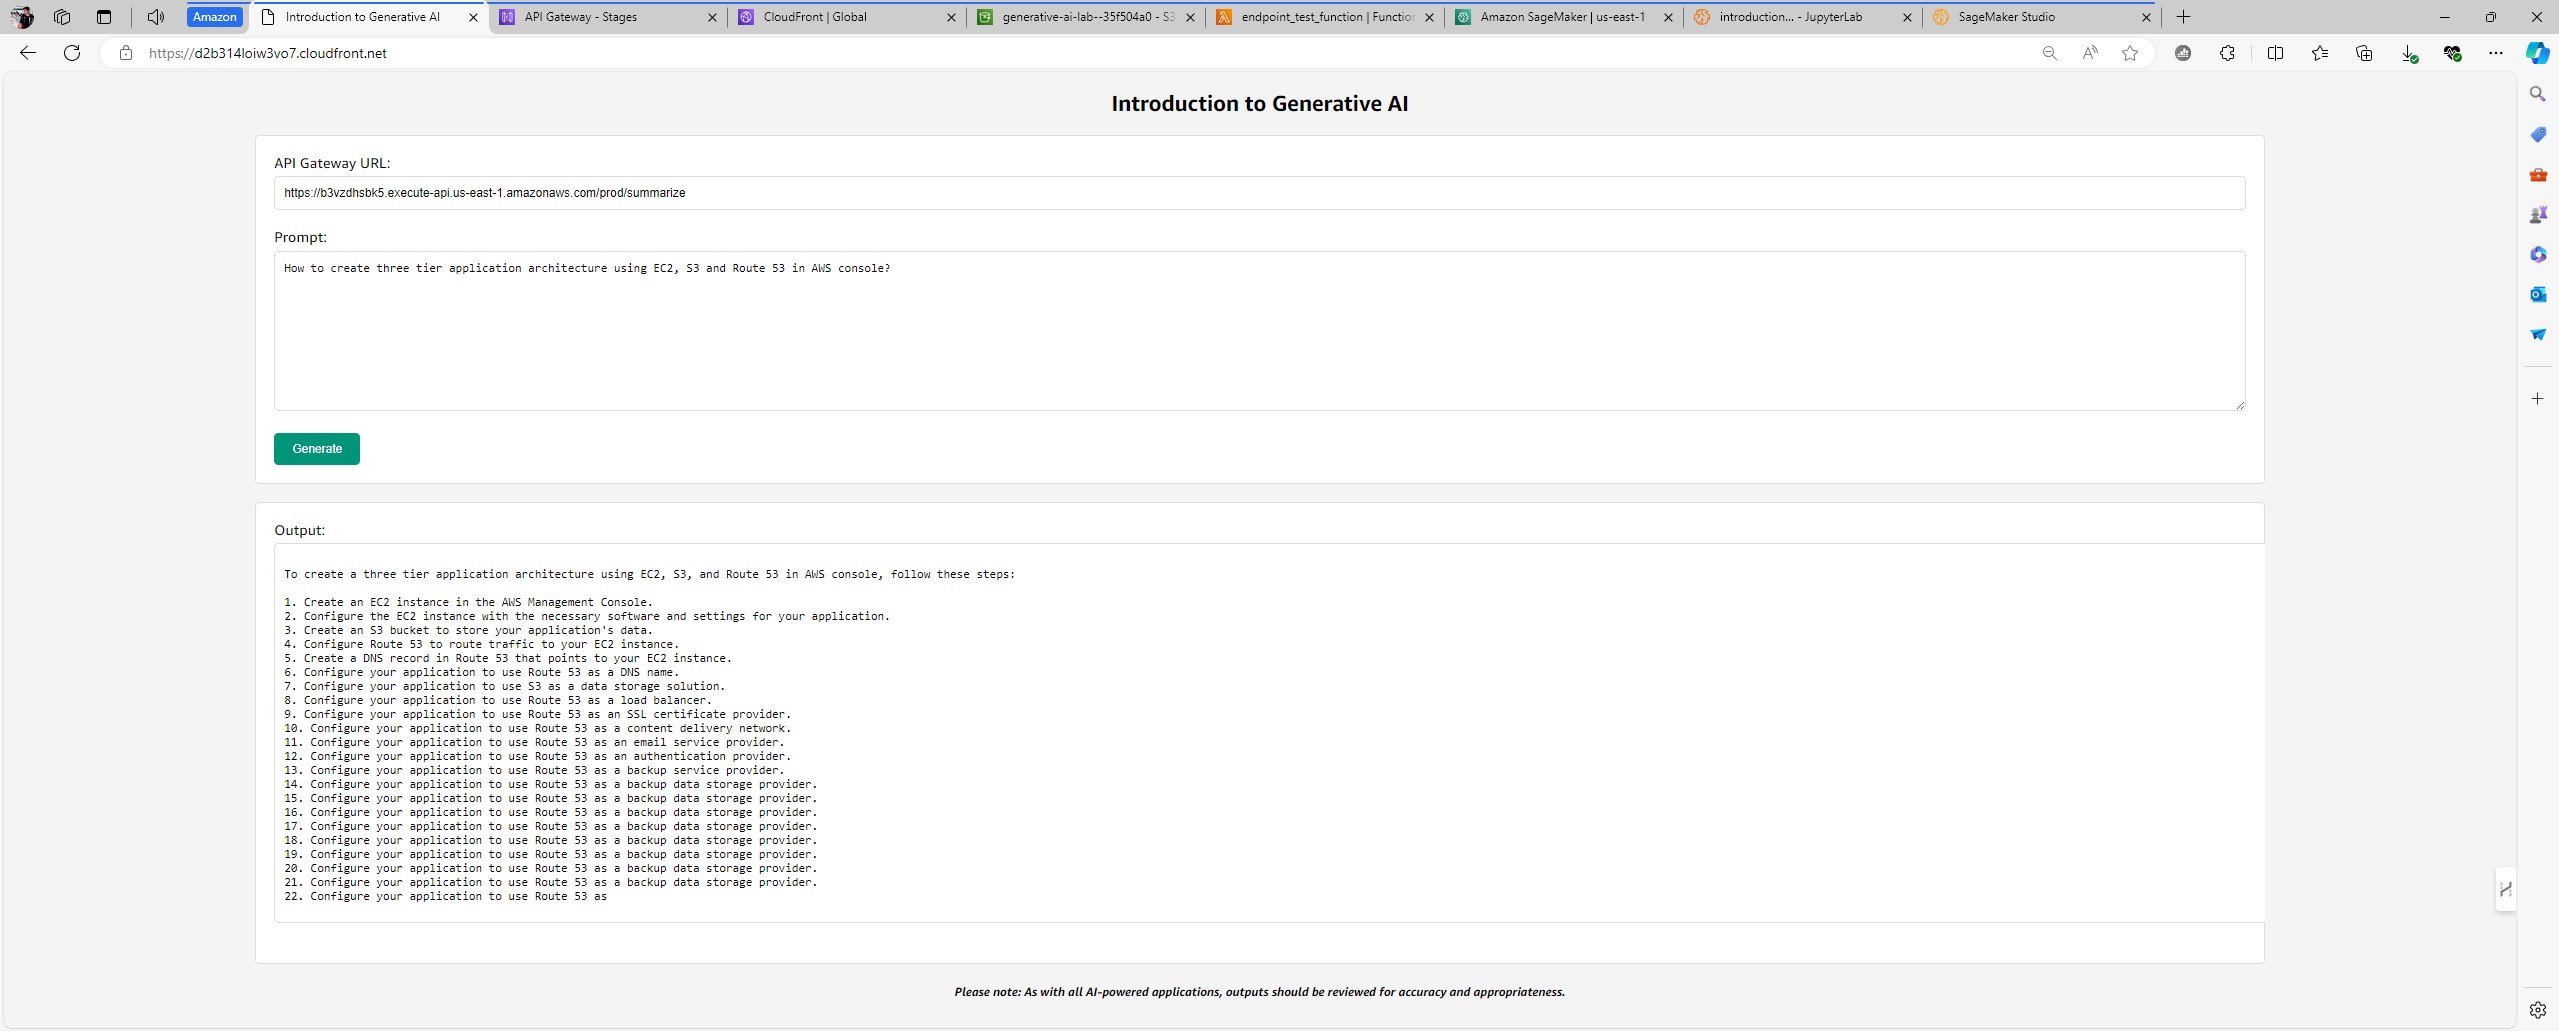 Amazon
Introduction to Generative AI
API Gateway - Stages
CloudFront | Global
generative-ai-lab--35f504a0 - S3
endpoint_test_function | Function
Amazon SageMaker | us-east-1
introduction... - JupyterLab
SageMaker Studio
https://d2b314loiw3vo7.cloudfront.net
Introduction to Generative AI
API Gateway URL:
https://b3vzdhsbk5.execute-api.us-east-1.amazonaws.com/prod/summarize
Prompt:
How to create three tier application architecture using EC2, S3 and Route 53 in AWS console?
Generate
Output:
To create a three tier application architecture using EC2, S3, and Route 53 in AWS console, follow these steps:
1. Create an EC2 instance in the AWS Management Console.
2. Configure the EC2 instance with the necessary software and settings for your application.
3. Create an S3 bucket to store your application's data.
4. Configure Route 53 to route traffic to your EC2 instance.
5. Create a DNS record in Route 53 that points to your EC2 instance.
6. Configure your application to use Route 53 as a DNS name.
7. Configure your application to use S3 as a data storage solution.
8. Configure your application to use Route 53 as a load balancer.
9. Configure your application to use Route 53 as an SSL certificate provider.
10. Configure your application to use Route 53 as a content delivery network.
11. Configure your application to use Route 53 as an email service provider.
12. Configure your application to use Route 53 as an authentication provider.
13. Configure your application to use Route 53 as a backup service provider.
14. Configure your application to use Route 53 as a backup data storage provider.
15. Configure your application to use Route 53 as a backup data storage provider.
16. Configure your application to use Route 53 as a backup data storage provider.
17. Configure your application to use Route 53 as a backup data storage provider.
18. Configure your application to use Route 53 as a backup data storage provider.
19. Configure your application to use Route 53 as a backup data storage provider.
20. Configure your application to use Route 53 as a backup data storage provider.
21. Configure your application to use Route 53 as a backup data storage provider.
22. Configure your application to use Route 53 as
Please note: As with all AI-powered applications, outputs should be reviewed for accuracy and appropriateness.